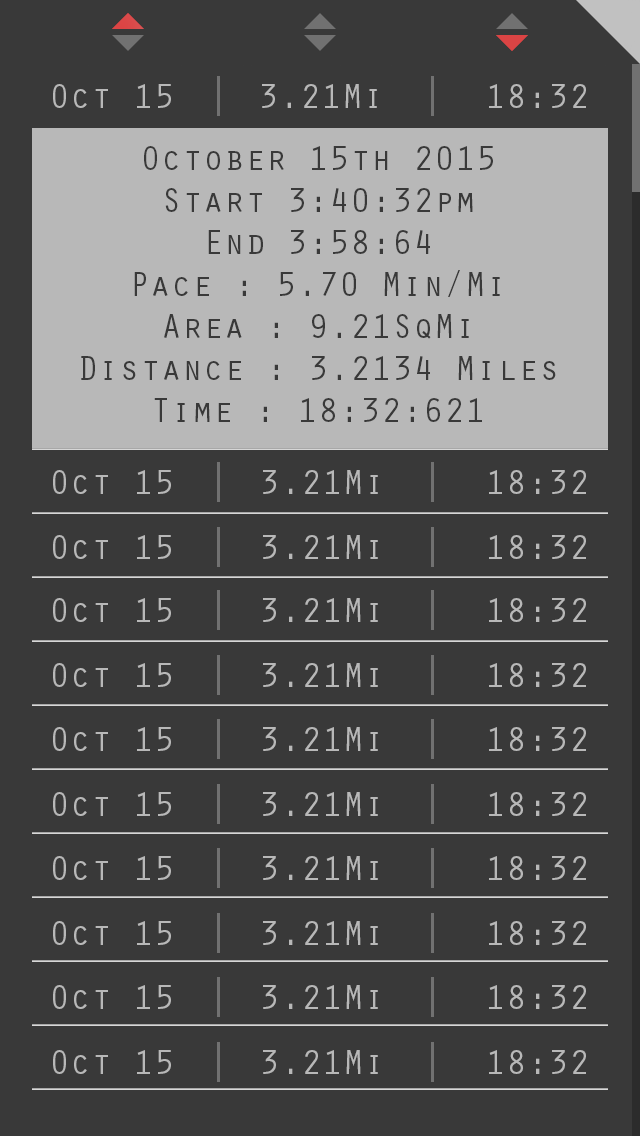 Oct 15 | 3.21Mi | 18:32
October 15th 2015
Start 3:40:32pm
End 3:58:64
Pace : 5.70 Min/Mi
Area : 9.21SqMi
Distance : 3.2134 Miles
Time : 18:32:621
Oct 15 | 3.21Mi | 18:32
Oct 15 | 3.21Mi | 18:32
Oct 15 | 3.21Mi | 18:32
Oct 15 | 3.21Mi | 18:32
Oct 15 | 3.21Mi | 18:32
Oct 15 | 3.21Mi | 18:32
Oct 15 | 3.21Mi | 18:32
Oct 15 | 3.21Mi | 18:32
Oct 15 | 3.21Mi | 18:32
Oct 15 | 3.21Mi | 18:32